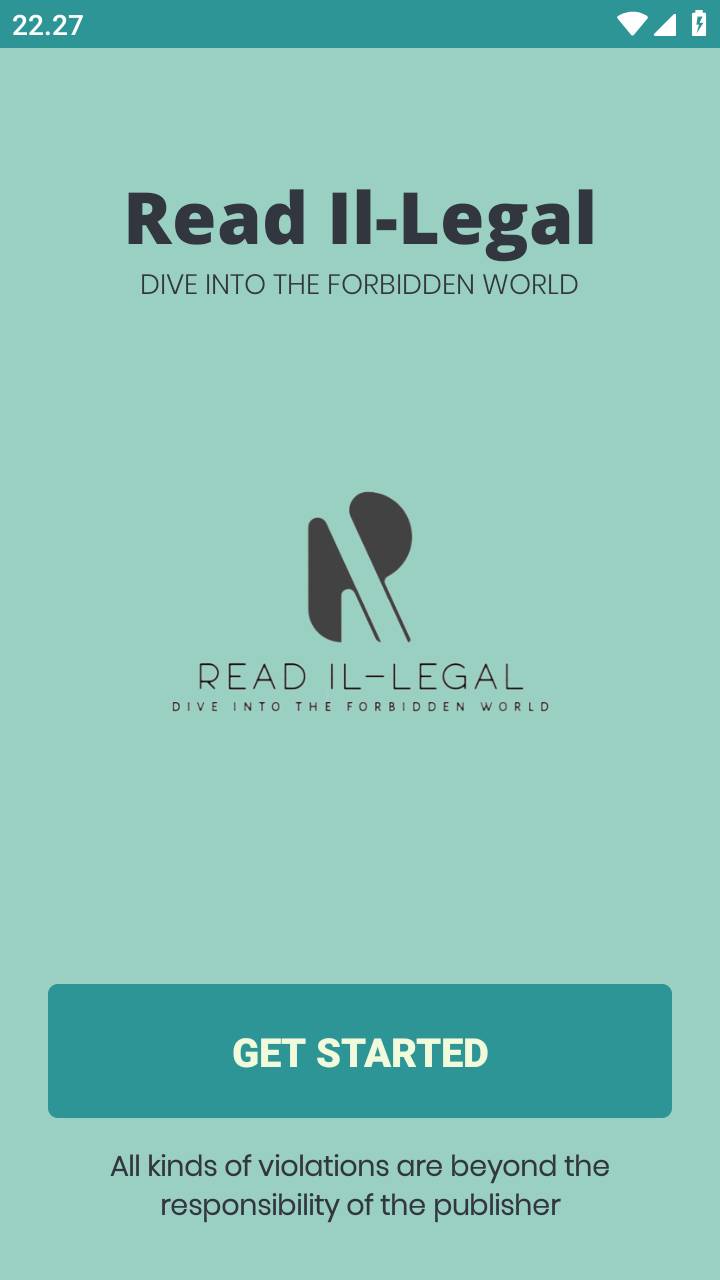 22.27
Read Il-Legal
DIVE INTO THE FORBIDDEN WORLD
READ IL-LEGAL
DIVE INTO THE FORBIDDEN WORLD
GET STARTED
All kinds of violations are beyond the
responsibility of the publisher